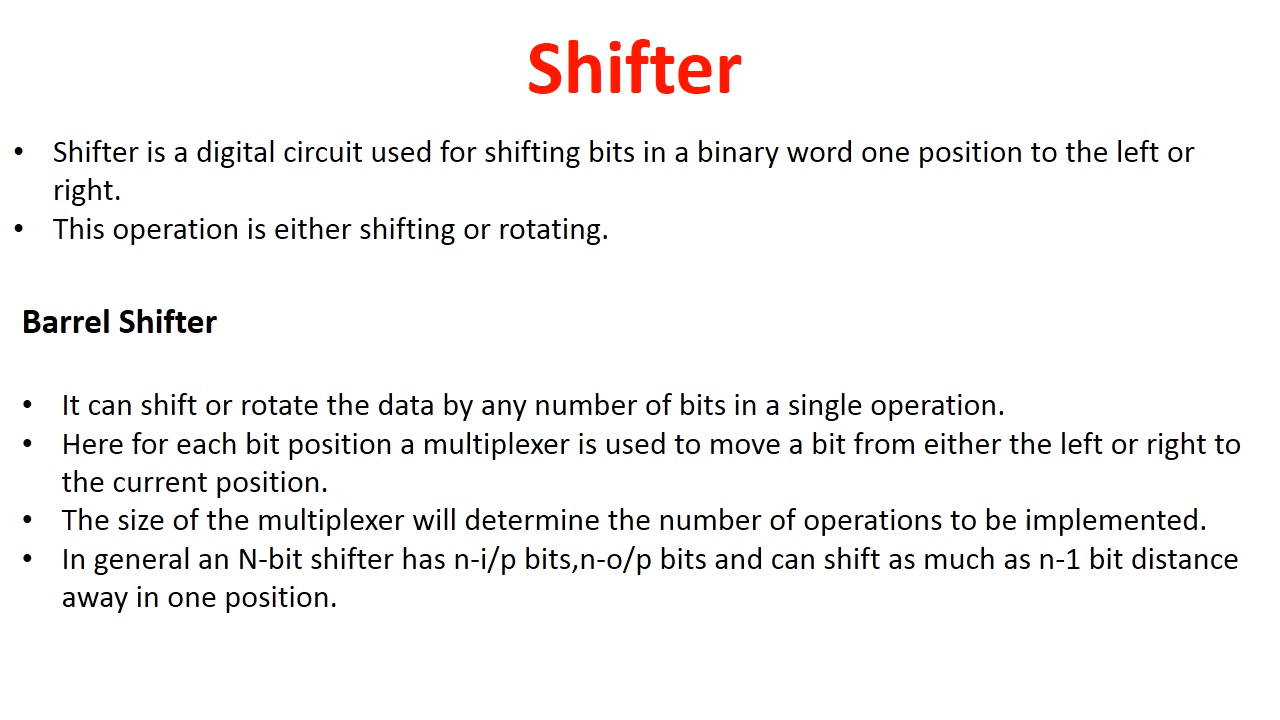 Shifter
• Shifter is a digital circuit used for shifting bits in a binary word one position to the left or
right.
• This operation is either shifting or rotating.
Barrel Shifter
• It can shift or rotate the data by any number of bits in a single operation.
• Here for each bit position a multiplexer is used to move a bit from either the left or right to
the current position.
• The size of the multiplexer will determine the number of operations to be implemented.
• In general an N-bit shifter has n-i/p bits,n-o/p bits and can shift as much as n-1 bit distance
away in one position.